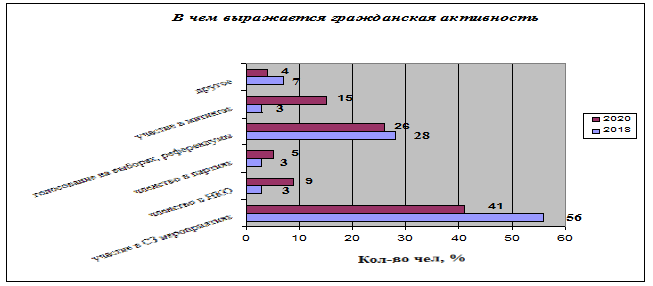 В чем выражается гражданская активность
другое
4
7
участие в митингах
15
3
голосование на выборах, референдумах
26
28
членство в партиях
5
3
членство в НКО
9
3
участие в СЗ мероприятиях
41
56
0 10 20 30 40 50 60
Кол-во чел, %
2020
2018